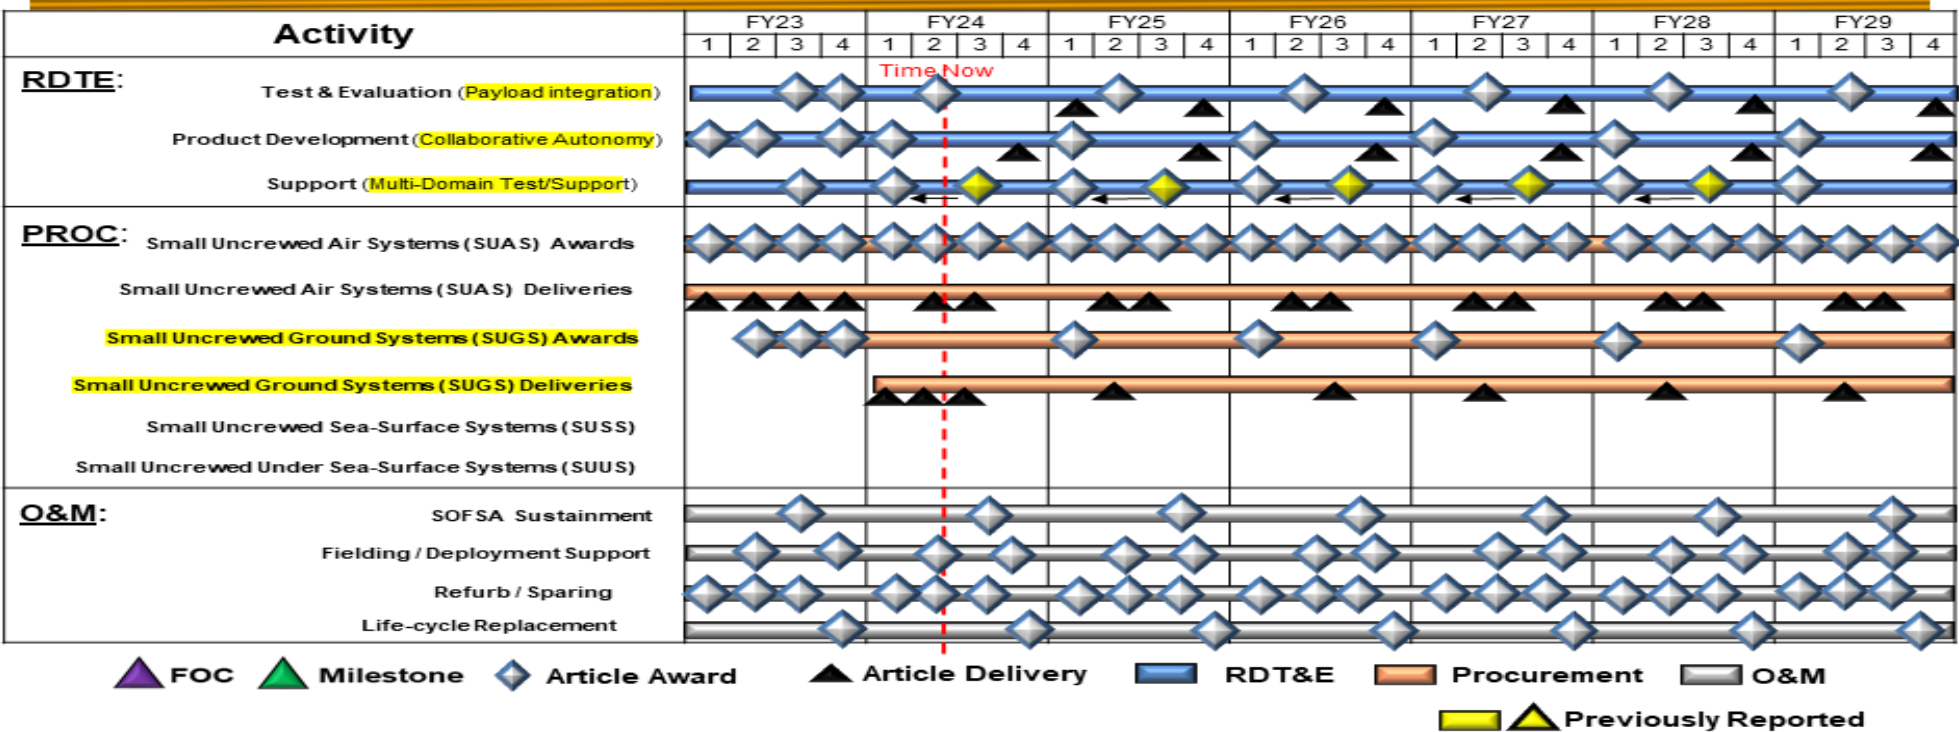 Activity
FY23 FY24 FY25 FY26 FY27 FY28 FY29
1 2 3 4 1 2 3 4 1 2 3 4 1 2 3 4 1 2 3 4 1 2 3 4 1 2 3 4
Time Now
RDTE:
Test & Evaluation (Payload integration)
Product Development (Collaborative Autonomy)
Support (Multi-Domain Test/Support)
PROC:
Small Uncrewed Air Systems (SUAS) Awards
Small Uncrewed Air Systems (SUAS) Deliveries
Small Uncrewed Ground Systems (SUGS) Awards
Small Uncrewed Ground Systems (SUGS) Deliveries
Small Uncrewed Sea-Surface Systems (SUSS)
Small Uncrewed Under Sea-Surface Systems (SUUS)
O&M:
SOFSA Sustainment
Fielding / Deployment Support
Refurb / Sparing
Life-cycle Replacement
FOC Milestone Article Award Article Delivery RDT&E Procurement O&M
Previously Reported